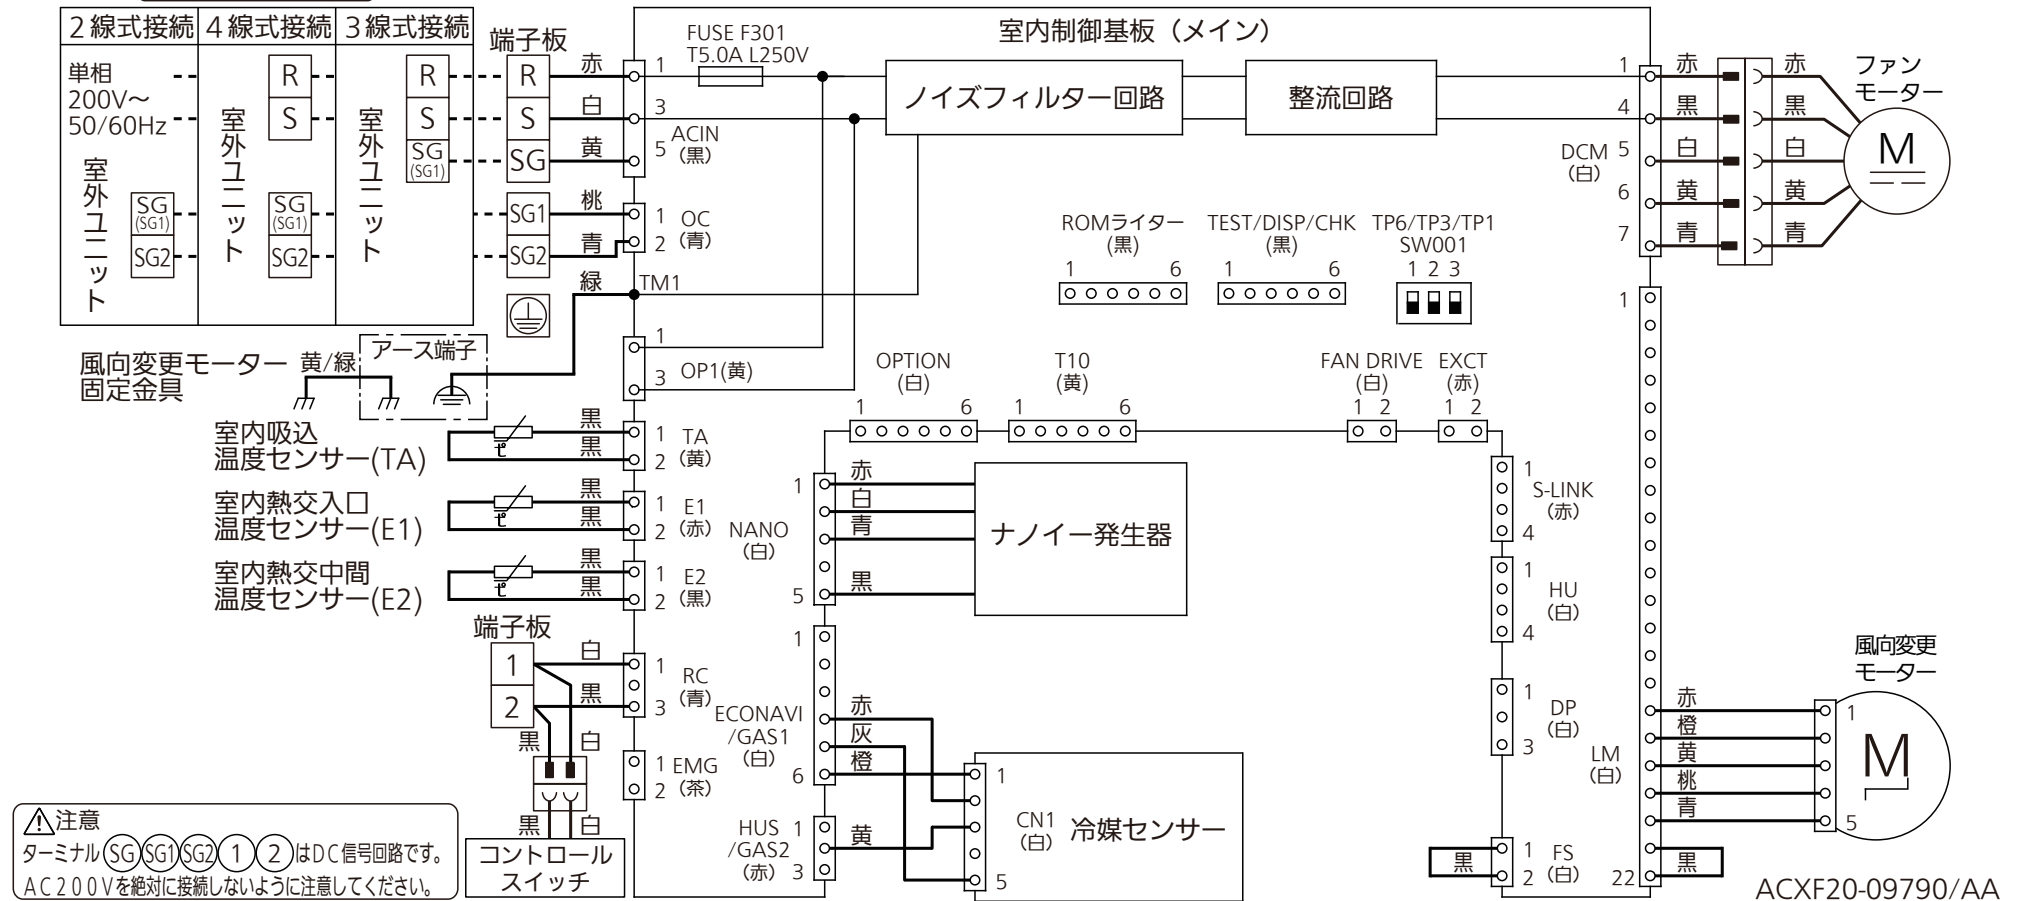 2線式接続
4線式接続
3線式接続
端子板
単相
200V～
50/60Hz
室外ユニット
SG
(SG1)
SG2
R
S
室外ユニット
SG
(SG1)
SG2
R
S
SG
(SG1)
室外ユニット
R
S
SG
SG1
SG2
赤
白
黄
桃
青
緑
1
3
5
ACIN
(黒)
1
2
OC
(青)
TM1
1
3
OP1(黄)
FUSE F301
T5.0A L250V
室内制御基板（メイン）
ノイズフィルター回路
整流回路
1
4
5
6
7
DCM
(白)
赤
黒
白
黄
青
赤
黒
白
黄
青
ファン
モーター
M
ROMライター
(黒)
1 6
TEST/DISP/CHK
(黒)
1 6
TP6/TP3/TP1
SW001
1 2 3
風向変更モーター
固定金具
黄/緑
アース端子
OPTION
(白)
1 6
T10
(黄)
1 6
FAN DRIVE
(白)
1 2
EXCT
(赤)
1 2
室内吸込
温度センサー(TA)
t°
黒
黒
1
2
TA
(黄)
室内熱交入口
温度センサー(E1)
t°
黒
黒
1
2
E1
(赤)
室内熱交中間
温度センサー(E2)
t°
黒
黒
1
2
E2
(黒)
NANO
(白)
1
5
赤
白
青
黒
ナノイー発生器
1
4
S-LINK
(赤)
1
4
HU
(白)
1
3
DP
(白)
1
2
FS
(白)
黒
端子板
1
2
白
黒
1
3
RC
(青)
黒
白
黒
白
コントロール
スイッチ
1
2
EMG
(茶)
ECONAVI
/GAS1
(白)
1
6
赤
灰
橙
HUS
/GAS2
(赤)
1
3
黄
1
5
CN1
(白)
冷媒センサー
1
22
LM
(白)
赤
橙
黄
桃
青
黒
1
5
風向変更
モーター
M
注意
ターミナル SG SG1 SG2 1 2 はDC信号回路です。
AC200Vを絶対に接続しないように注意してください。
ACXF20-09790/AA